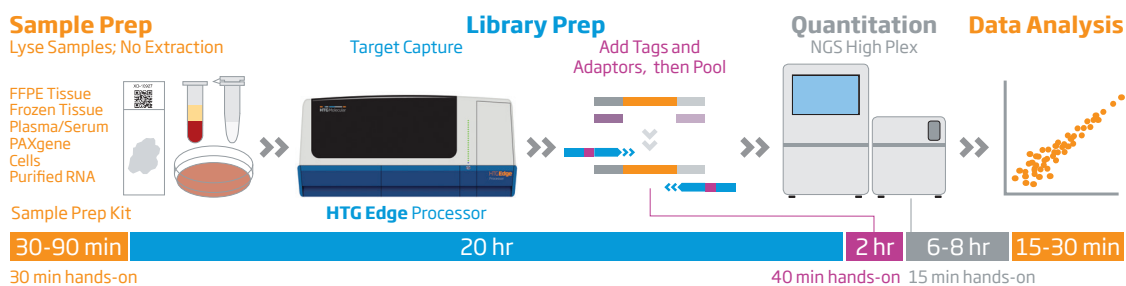 Sample Prep
Lyse Samples; No Extraction
FFPE Tissue
Frozen Tissue
Plasma/Serum
PAXgene
Cells
Purified RNA
Sample Prep Kit
Library Prep
Target Capture
HTG Edge
HTG Edge Processor
Add Tags and
Adaptors, then Pool
Quantitation
NGS High Plex
Data Analysis
30-90 min
20 hr
2 hr
6-8 hr
15-30 min
30 min hands-on
40 min hands-on
15 min hands-on